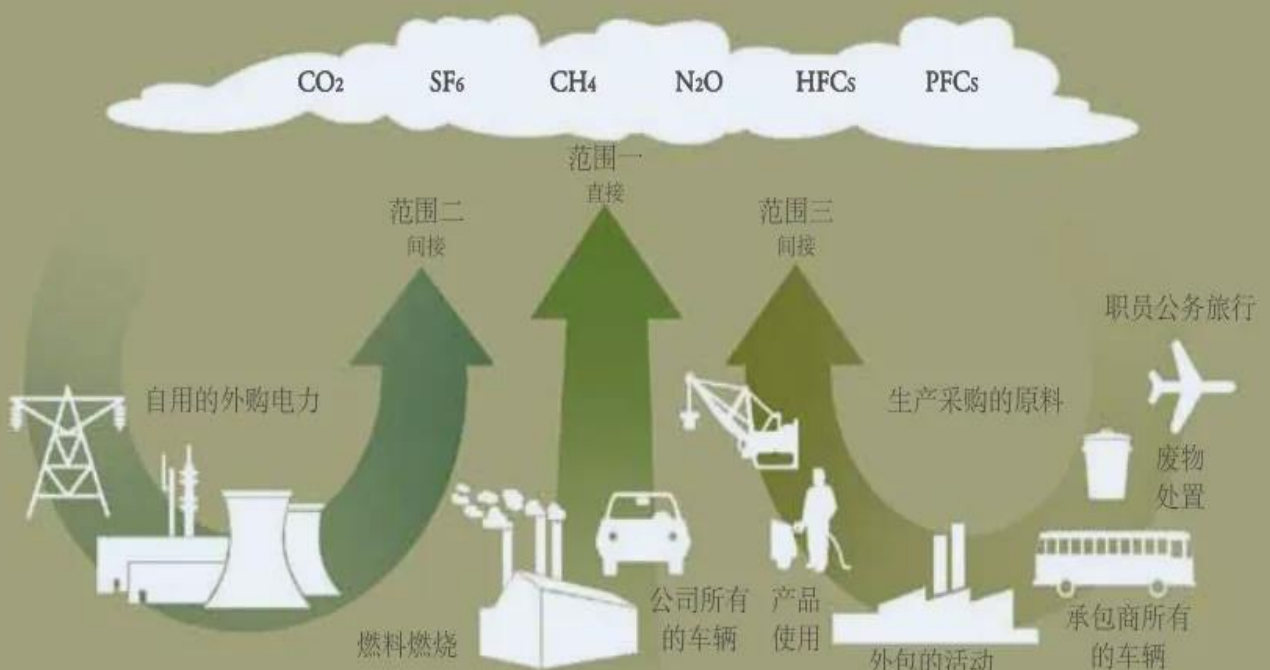 CO₂ SF₆ CH₄ N₂O HFCs PFCs
范围一
直接
范围二
间接
范围三
间接
职员公务旅行
自用的外购电力
生产采购的原料
废物
处置
燃料燃烧
公司所有
的车辆
产品
使用
外包的活动
承包商所有
的车辆